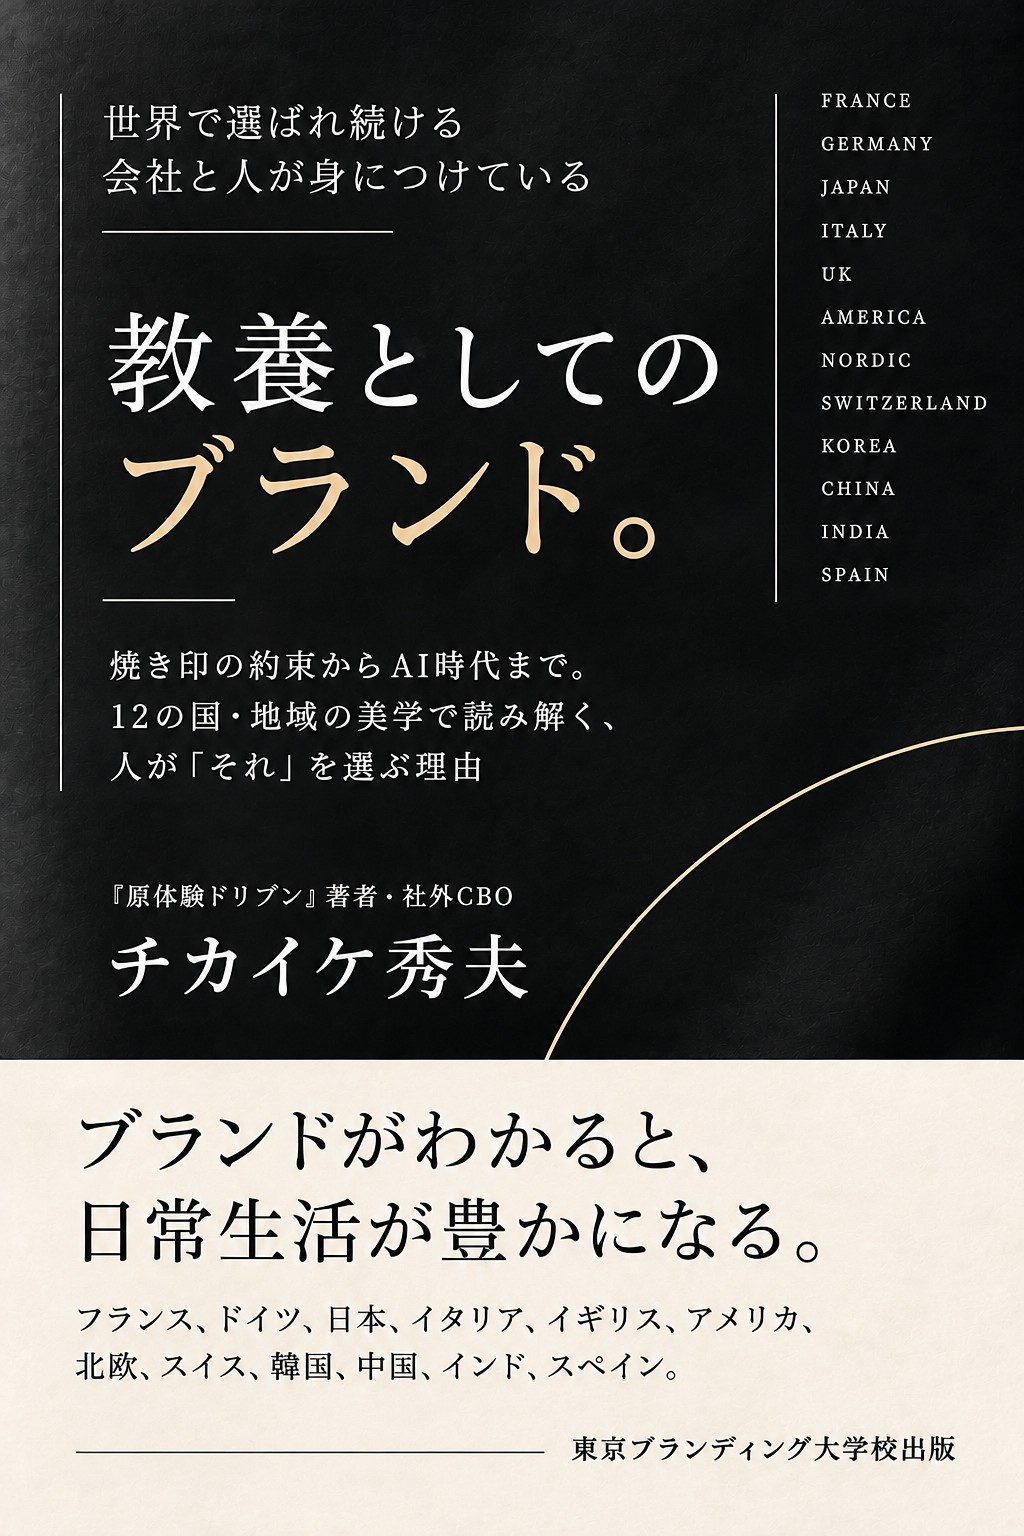 世界で選ばれ続ける
会社と人が身につけている
教養としての
ブランド。
焼き印の約束からAI時代まで。
12の国・地域の美学で読み解く、
人が「それ」を選ぶ理由
『原体験ドリブン』著者・社外CBO
チカイケ秀夫
FRANCE
GERMANY
JAPAN
ITALY
UK
AMERICA
NORDIC
SWITZERLAND
KOREA
CHINA
INDIA
SPAIN
ブランドがわかると、
日常生活が豊かになる。
フランス、ドイツ、日本、イタリア、イギリス、アメリカ、
北欧、スイス、韓国、中国、インド、スペイン。
東京ブランディング大学校出版